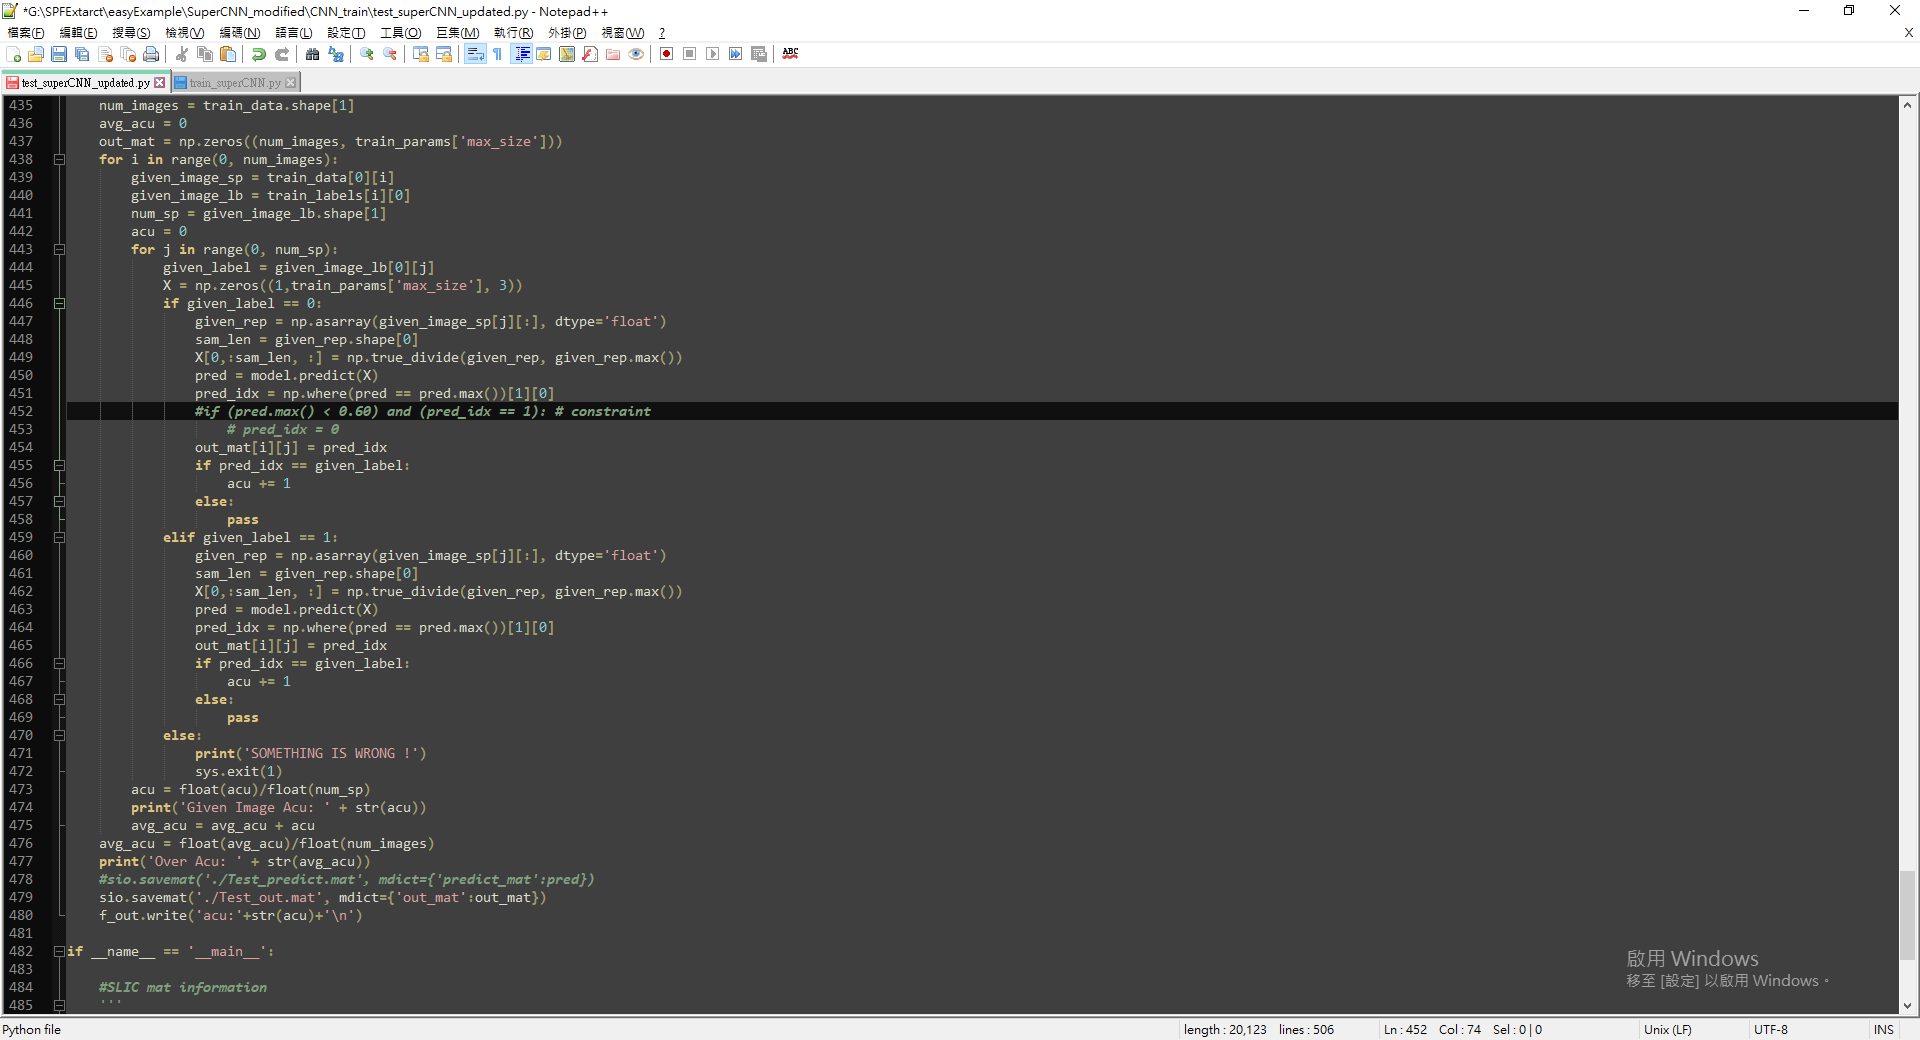 *G:\SPFExtarct\easyExample\SuperCNN_modified\CNN_train\test_superCNN_updated.py - Notepad++
檔案(F) 編輯(E) 搜尋(S) 檢視(V) 編碼(N) 語言(L) 設定(T) 工具(O) 巨集(M) 執行(R) 外掛(P) 視窗(W) ? X
ABC
test_superCNN_updated.py train_superCNN.py
435 num_images = train_data.shape[1]
436 avg_acu = 0
437 out_mat = np.zeros((num_images, train_params['max_size']))
438 for i in range(0, num_images):
439 given_image_sp = train_data[0][i]
440 given_image_lb = train_labels[i][0]
441 num_sp = given_image_lb.shape[1]
442 acu = 0
443 for j in range(0, num_sp):
444 given_label = given_image_lb[0][j]
445 X = np.zeros((1,train_params['max_size'], 3))
446 if given_label == 0:
447 given_rep = np.asarray(given_image_sp[j][:], dtype='float')
448 sam_len = given_rep.shape[0]
449 X[0,:sam_len, :] = np.true_divide(given_rep, given_rep.max())
450 pred = model.predict(X)
451 pred_idx = np.where(pred == pred.max())[1][0]
452 #if (pred.max() < 0.60) and (pred_idx == 1): # constraint
453 # pred_idx = 0
454 out_mat[i][j] = pred_idx
455 if pred_idx == given_label:
456 acu += 1
457 else:
458 pass
459 elif given_label == 1:
460 given_rep = np.asarray(given_image_sp[j][:], dtype='float')
461 sam_len = given_rep.shape[0]
462 X[0,:sam_len, :] = np.true_divide(given_rep, given_rep.max())
463 pred = model.predict(X)
464 pred_idx = np.where(pred == pred.max())[1][0]
465 out_mat[i][j] = pred_idx
466 if pred_idx == given_label:
467 acu += 1
468 else:
469 pass
470 else:
471 print('SOMETHING IS WRONG !')
472 sys.exit(1)
473 acu = float(acu)/float(num_sp)
474 print('Given Image Acu: ' + str(acu))
475 avg_acu = avg_acu + acu
476 avg_acu = float(avg_acu)/float(num_images)
477 print('Over Acu: ' + str(avg_acu))
478 #sio.savemat('./Test_predict.mat', mdict={'predict_mat':pred})
479 sio.savemat('./Test_out.mat', mdict={'out_mat':out_mat})
480 f_out.write('acu:'+str(acu)+'\n')
481
482 if __name__ == '__main__':
483
484 #SLIC mat information
485 '''
啟用 Windows
移至 [設定] 以啟用 Windows。
Python file length : 20,123 lines : 506 Ln : 452 Col : 74 Sel : 0 | 0 Unix (LF) UTF-8 INS